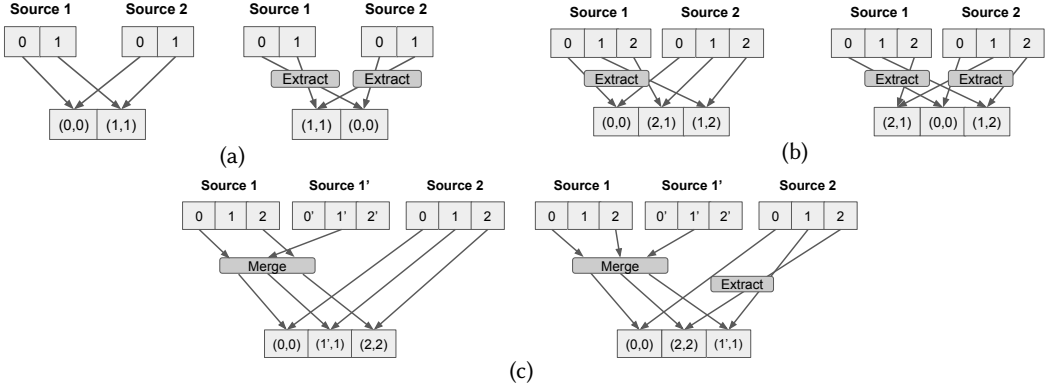 Source 1 Source 2 Source 1 Source 2
0 1 0 1 0 1 0 1
Extract Extract
(0,0) (1,1) (1,1) (0,0)
(a)
Source 1 Source 2 Source 1 Source 2
0 1 2 0 1 2 0 1 2 0 1 2
Extract Extract Extract
(0,0) (2,1) (1,2) (2,1) (0,0) (1,2)
(b)
Source 1 Source 1' Source 2 Source 1 Source 1' Source 2
0 1 2 0' 1' 2' 0 1 2 0 1 2 0' 1' 2' 0 1 2
Merge Merge
Extract
(0,0) (1',1) (2,2) (0,0) (2,2) (1',1)
(c)